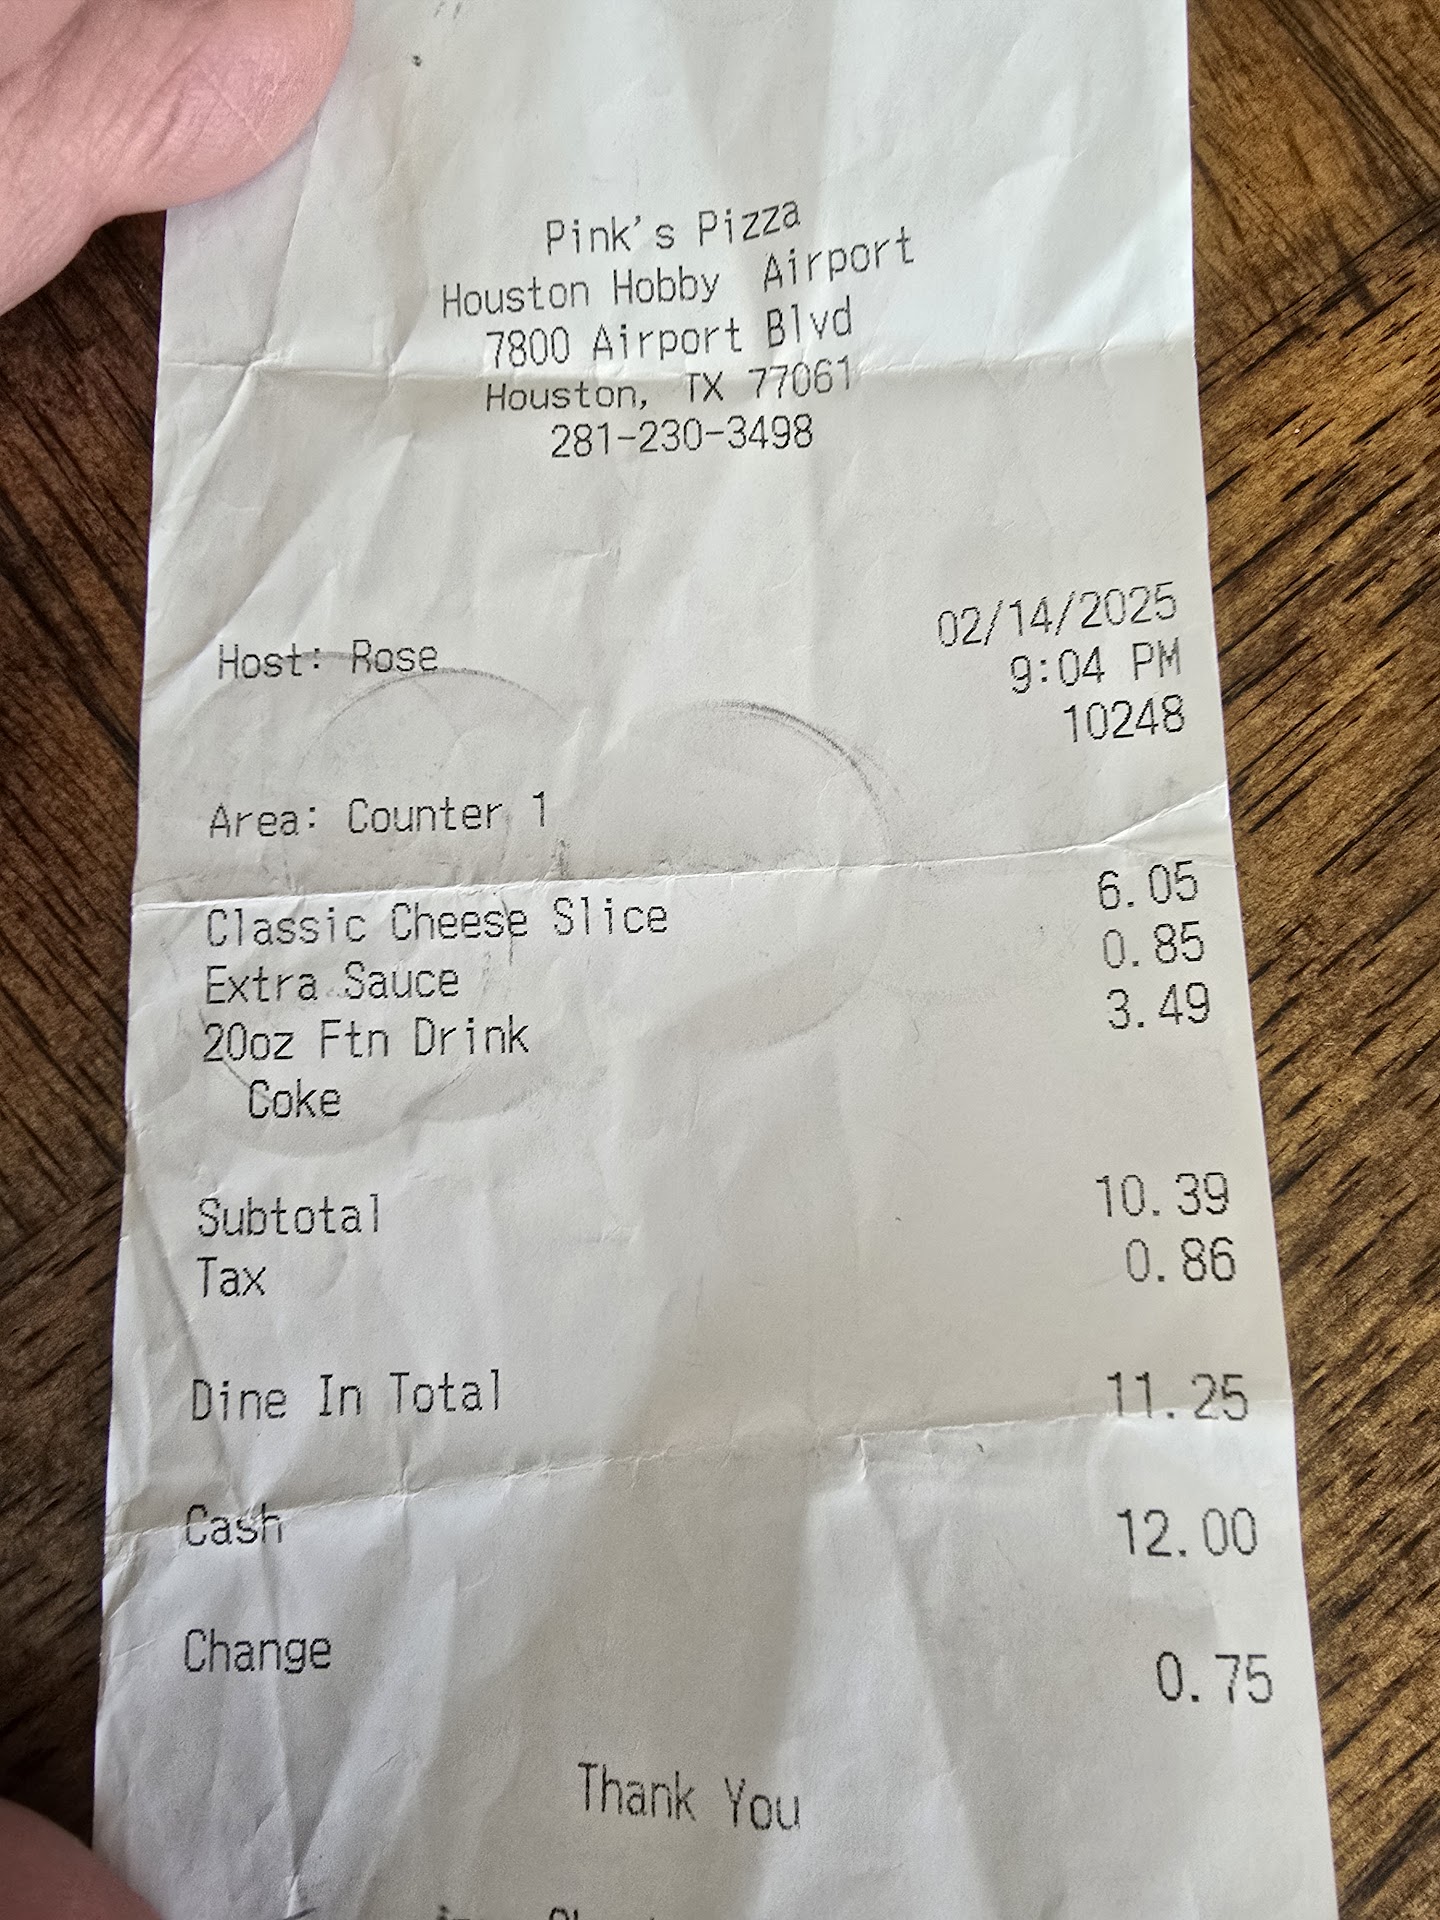 Pink's Pizza
Houston Hobby Airport
7800 Airport Blvd
Houston, TX 77061
281-230-3498
02/14/2025
Host: Rose 9:04 PM
10248
Area: Counter 1
Classic Cheese Slice 6.05
Extra Sauce 0.85
20oz Ftn Drink 3.49
Coke
Subtotal 10.39
Tax 0.86
Dine In Total 11.25
Cash 12.00
Change 0.75
Thank You